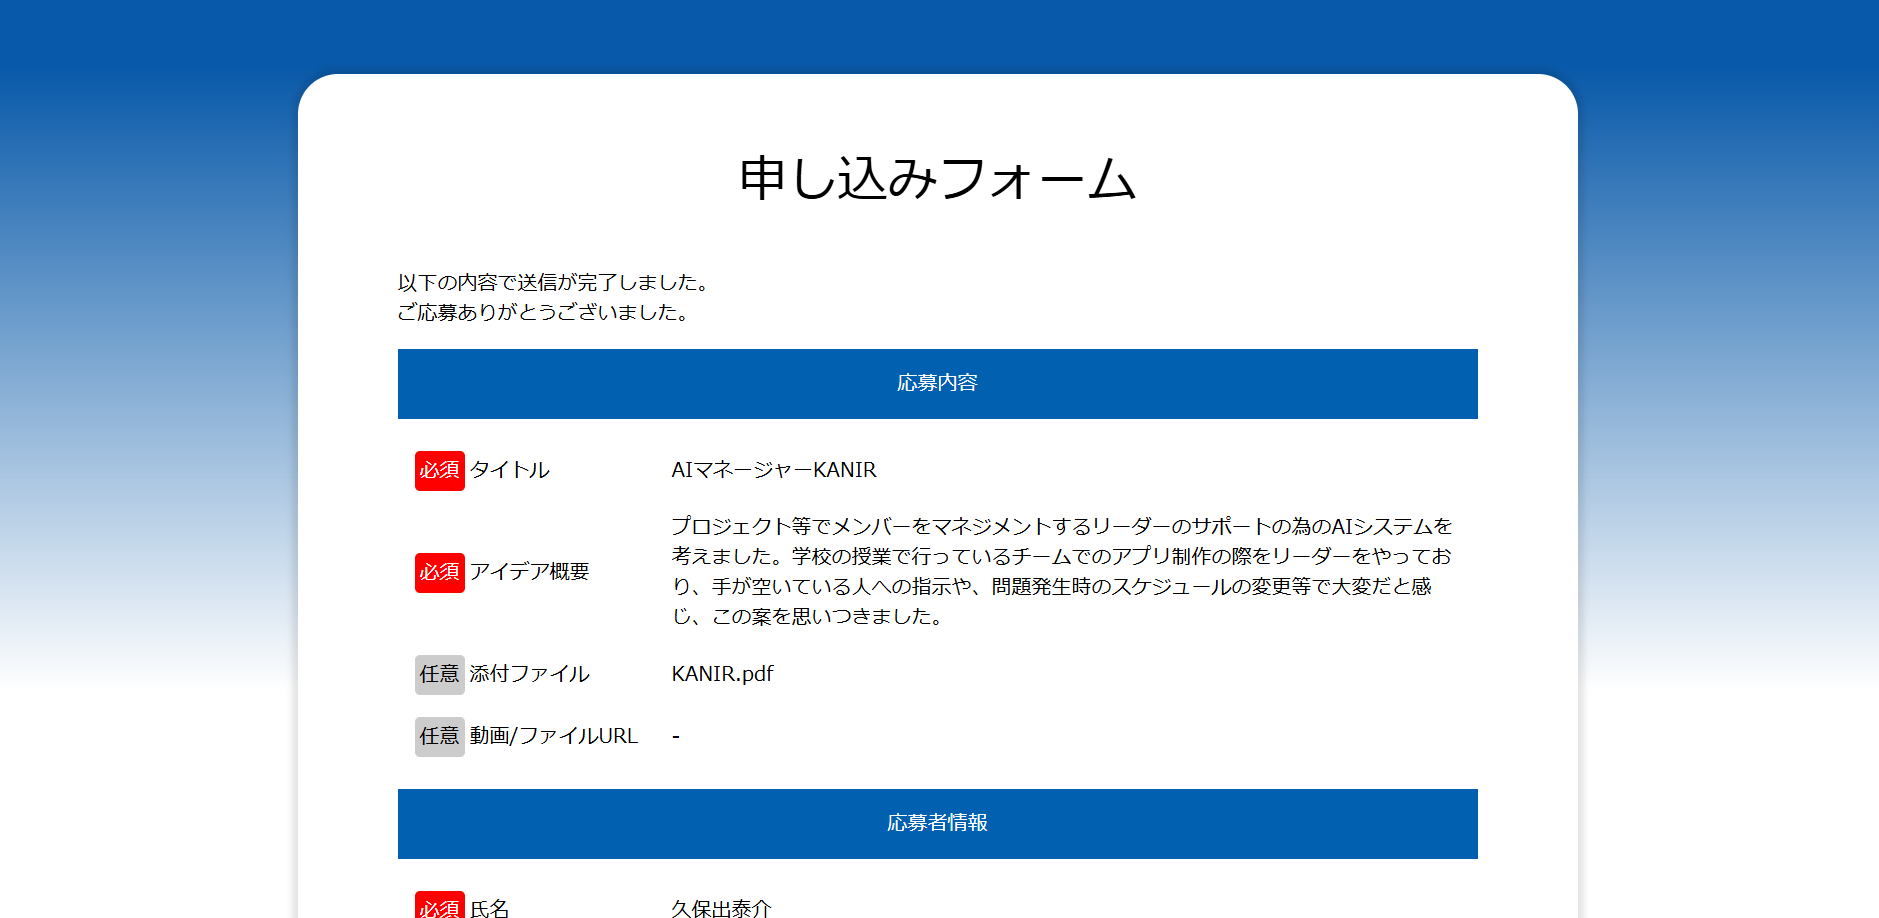 申し込みフォーム
以下の内容で送信が完了しました。
ご応募ありがとうございました。
応募内容
必須 タイトル AIマネージャーKANIR
必須 アイデア概要
プロジェクト等でメンバーをマネジメントするリーダーのサポートの為のAIシステムを
考えました。学校の授業で行っているチームでのアプリ制作の際をリーダーをやってお
り、手が空いている人への指示や、問題発生時のスケジュールの変更等で大変だと感
じ、この案を思いつきました。
任意 添付ファイル KANIR.pdf
任意 動画/ファイルURL -
応募者情報
必須 氏名 久保出泰介